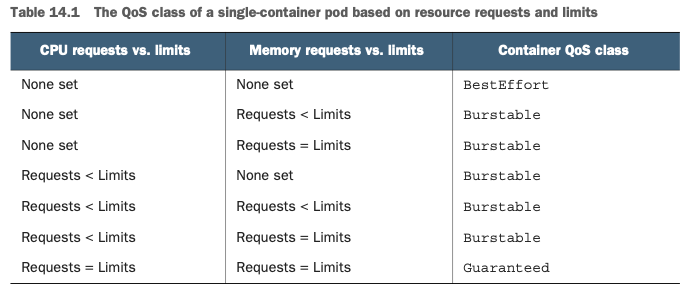 Table 14.1 The QoS class of a single-container pod based on resource requests and limits
CPU requests vs. limits Memory requests vs. limits Container QoS class
None set None set BestEffort
None set Requests < Limits Burstable
None set Requests = Limits Burstable
Requests < Limits None set Burstable
Requests < Limits Requests < Limits Burstable
Requests < Limits Requests = Limits Burstable
Requests = Limits Requests = Limits Guaranteed